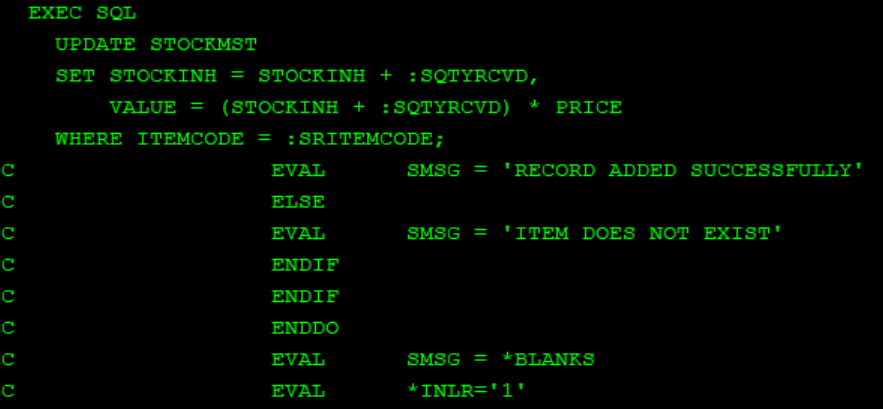 EXEC SQL
UPDATE STOCKMST
SET STOCKINH = STOCKINH + :SQTYRCVD,
VALUE = (STOCKINH + :SQTYRCVD) * PRICE
WHERE ITEMCODE = :SRITEMCODE;
C EVAL SMSG = 'RECORD ADDED SUCCESSFULLY'
C ELSE
C EVAL SMSG = 'ITEM DOES NOT EXIST'
C ENDIF
C ENDIF
C ENDDO
C EVAL SMSG = *BLANKS
C EVAL *INLR='1'